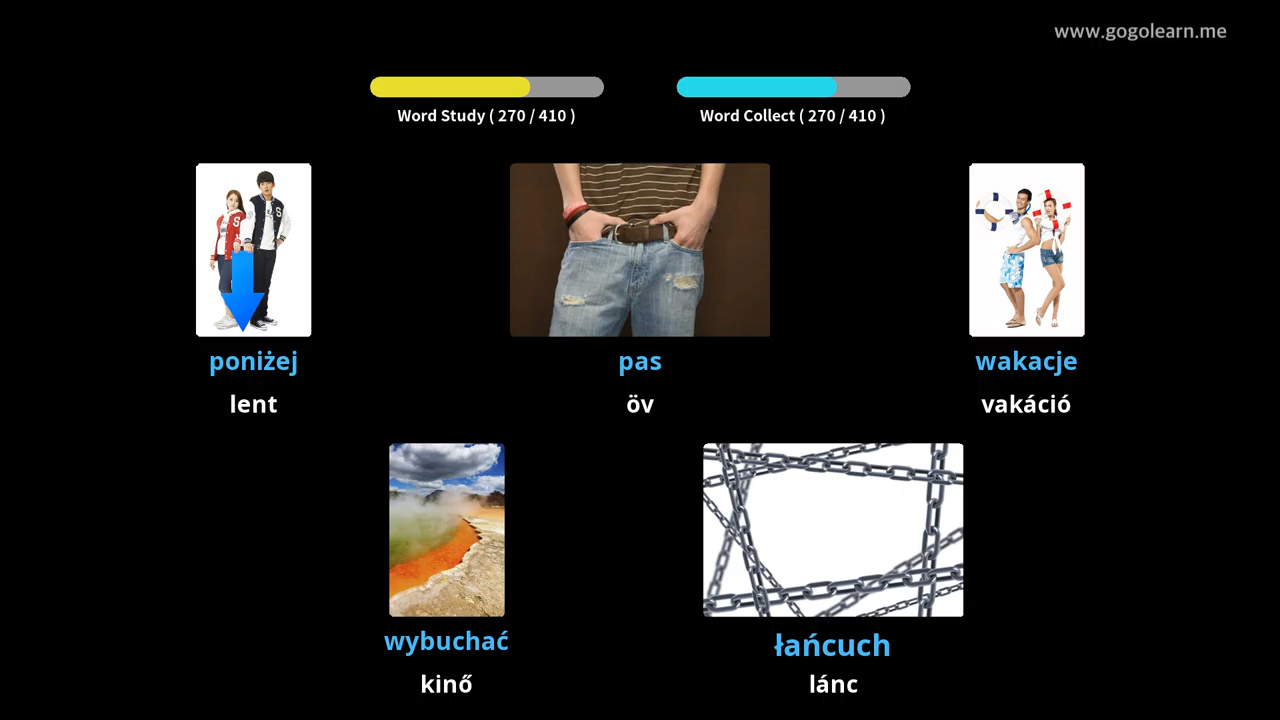 www.gogolearn.me
Word Study ( 270 / 410 )
Word Collect ( 270 / 410 )
poniżej
pas
wakacje
lent
öv
vakáció
wybuchać
łańcuch
kinő
lánc